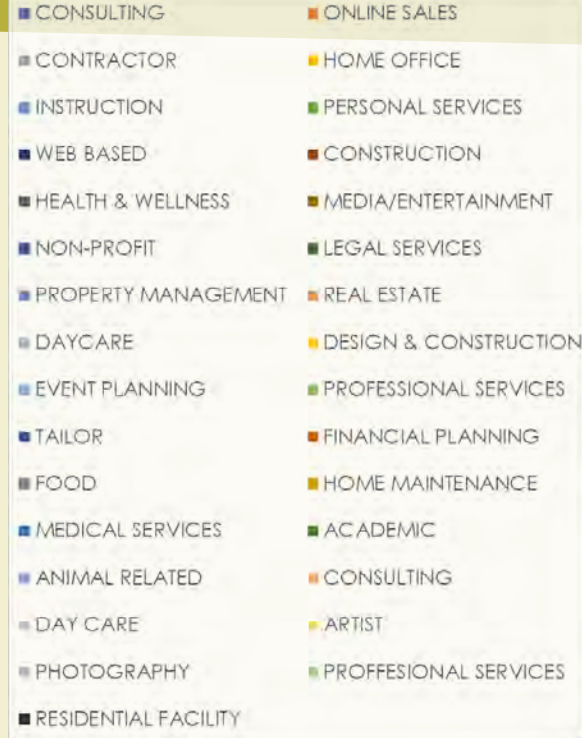 CONSULTING ONLINE SALES
CONTRACTOR HOME OFFICE
INSTRUCTION PERSONAL SERVICES
WEB BASED CONSTRUCTION
HEALTH & WELLNESS MEDIA/ENTERTAINMENT
NON-PROFIT LEGAL SERVICES
PROPERTY MANAGEMENT REAL ESTATE
DAYCARE DESIGN & CONSTRUCTION
EVENT PLANNING PROFESSIONAL SERVICES
TAILOR FINANCIAL PLANNING
FOOD HOME MAINTENANCE
MEDICAL SERVICES ACADEMIC
ANIMAL RELATED CONSULTING
DAY CARE ARTIST
PHOTOGRAPHY PROFFESIONAL SERVICES
RESIDENTIAL FACILITY